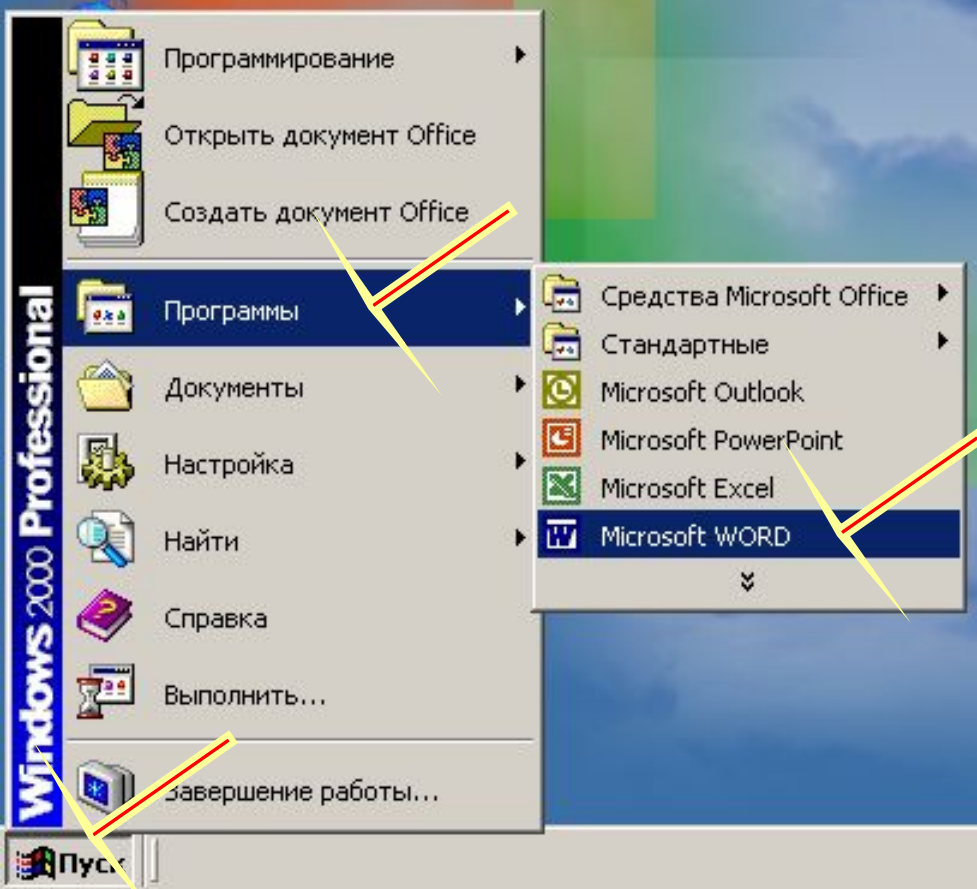 Программирование
Открыть документ Office
Создать документ Office
Программы
Документы
Настройка
Найти
Справка
Выполнить...
Завершение работы...
Windows 2000 Professional
Средства Microsoft Office
Стандартные
Microsoft Outlook
Microsoft PowerPoint
Microsoft Excel
Microsoft WORD
Пуск